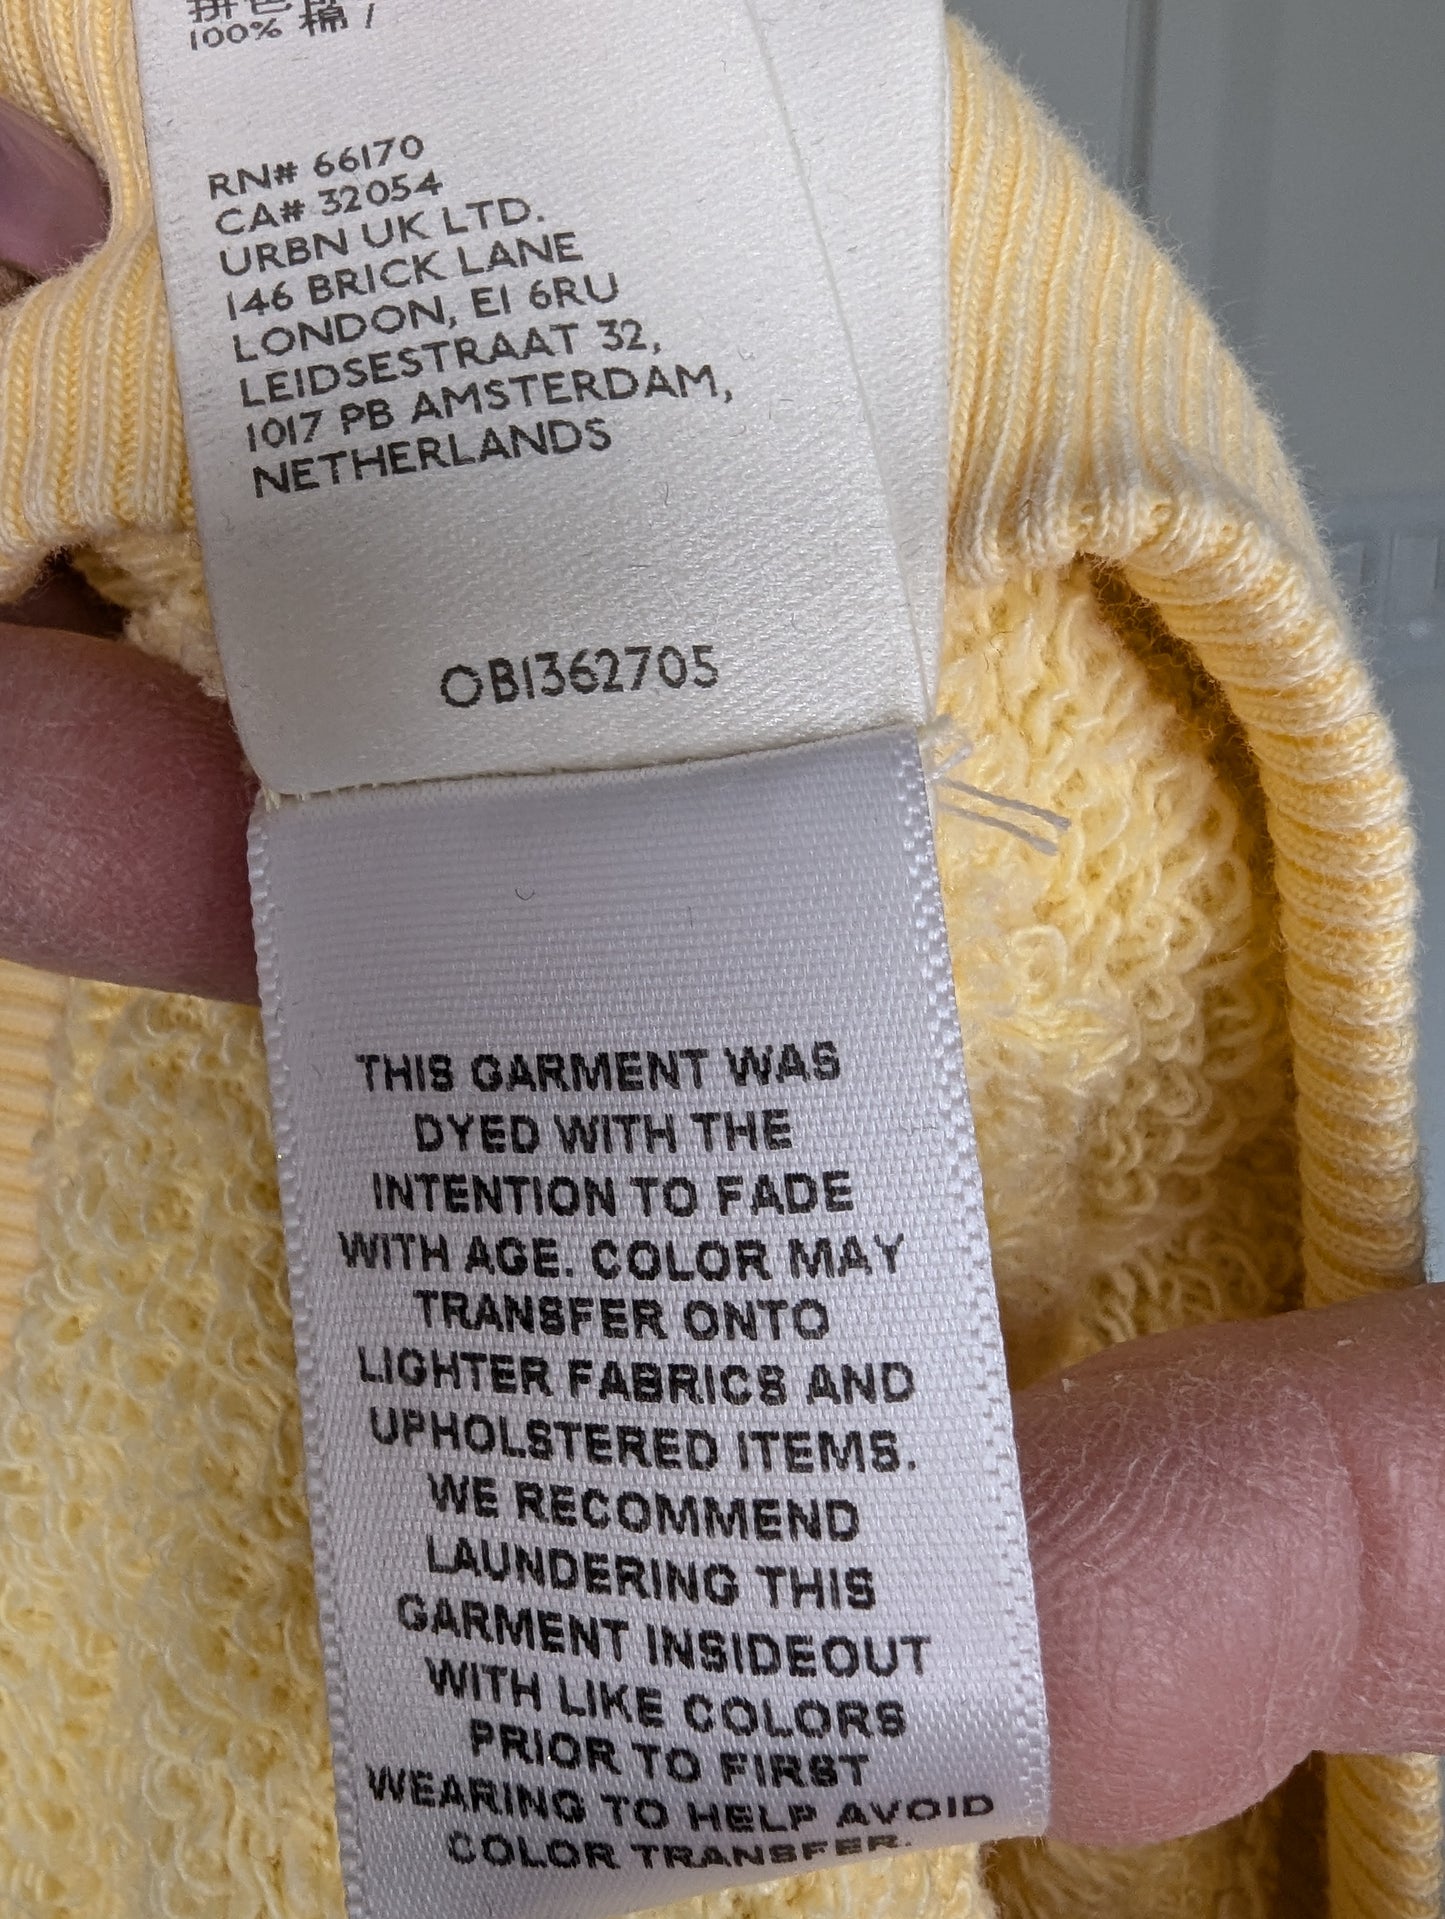 100% 棉 /
RN# 66170
CA# 32054
URBN UK LTD.
146 BRICK LANE
LONDON, E1 6RU
LEIDSESTRAAT 32,
1017 PB AMSTERDAM,
NETHERLANDS
OB1362705
THIS GARMENT WAS
DYED WITH THE
INTENTION TO FADE
WITH AGE. COLOR MAY
TRANSFER ONTO
LIGHTER FABRICS AND
UPHOLSTERED ITEMS.
WE RECOMMEND
LAUNDERING THIS
GARMENT INSIDEOUT
WITH LIKE COLORS
PRIOR TO FIRST
WEARING TO HELP AVOID
COLOR TRANSFER.